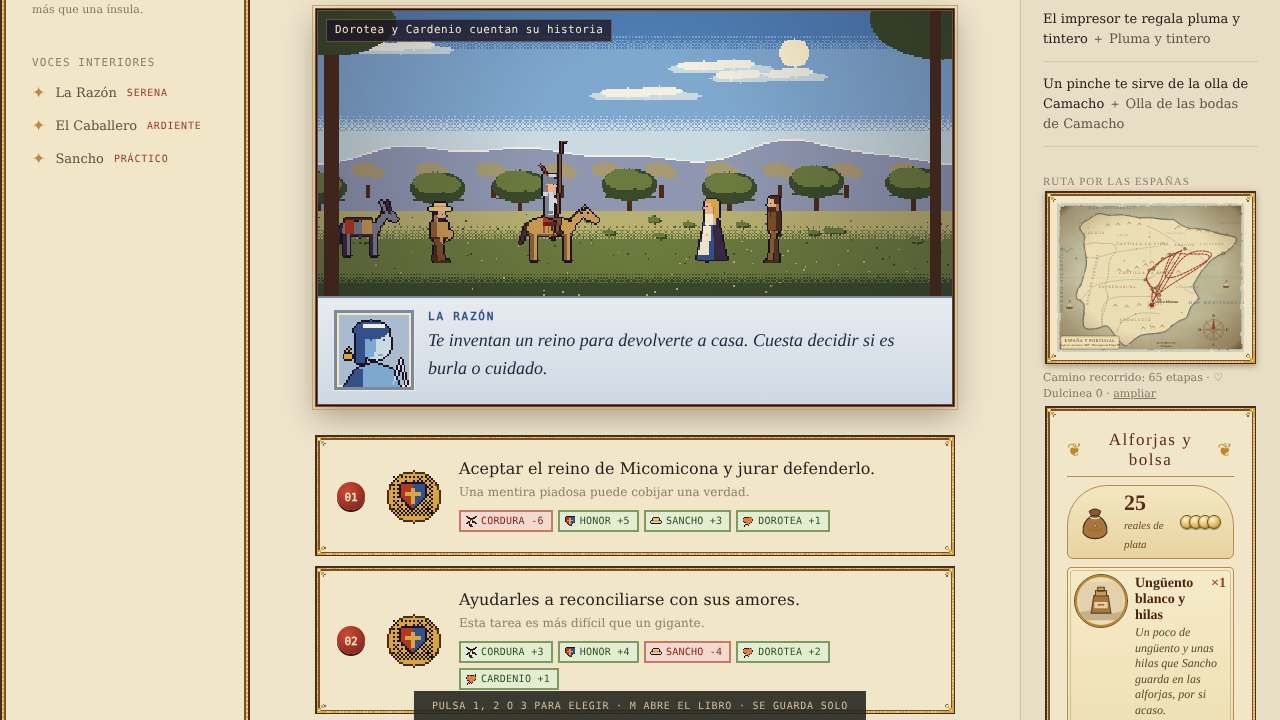 más que una ínsula.
VOCES INTERIORES
✦ La Razón SERENA
✦ El Caballero ARDIENTE
✦ Sancho PRÁCTICO
Dorotea y Cardenio cuentan su historia
LA RAZÓN
Te inventan un reino para devolverte a casa. Cuesta decidir si es
burla o cuidado.
01
Aceptar el reino de Micomicona y jurar defenderlo.
Una mentira piadosa puede cobijar una verdad.
CORDURA -6 HONOR +5 SANCHO +3 DOROTEA +1
02
Ayudarles a reconciliarse con sus amores.
Esta tarea es más difícil que un gigante.
CORDURA +3 HONOR +4 SANCHO -4 DOROTEA +2
CARDENIO +1
PULSA 1, 2 O 3 PARA ELEGIR · M ABRE EL LIBRO · SE GUARDA SOLO
El impresor te regala pluma y
tintero + Pluma y tintero
Un pinche te sirve de la olla de
Camacho + Olla de las bodas
de Camacho
RUTA POR LAS ESPAÑAS
ESPAÑA Y PORTUGAL
Camino recorrido: 65 etapas · ♡
Dulcinea 0 · ampliar
Alforjas y
bolsa
25
reales de
plata
Ungüento ×1
blanco y
hilas
Un poco de
ungüento y unas
hilas que Sancho
guarda en las
alforjas, por si
acaso.